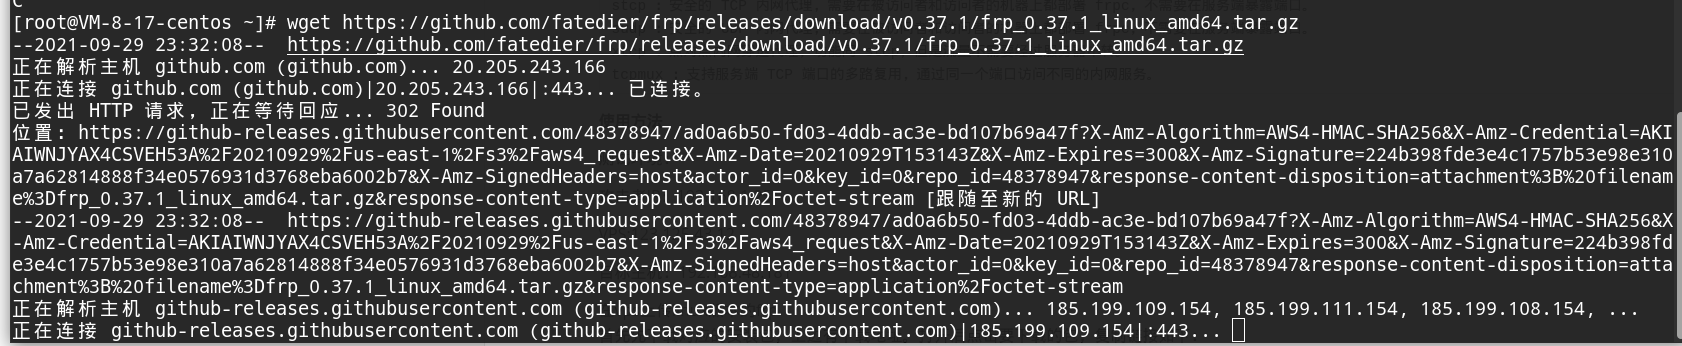 C
[root@VM-8-17-centos ~]# wget https://github.com/fatedier/frp/releases/download/v0.37.1/frp_0.37.1_linux_amd64.tar.gz
--2021-09-29 23:32:08--  https://github.com/fatedier/frp/releases/download/v0.37.1/frp_0.37.1_linux_amd64.tar.gz
正在解析主机 github.com (github.com)... 20.205.243.166
正在连接 github.com (github.com)|20.205.243.166|:443... 已连接。
已发出 HTTP 请求，正在等待回应... 302 Found
位置：https://github-releases.githubusercontent.com/48378947/ad0a6b50-fd03-4ddb-ac3e-bd107b69a47f?X-Amz-Algorithm=AWS4-HMAC-SHA256&X-Amz-Credential=AKI
AIWNJYAX4CSVEH53A%2F20210929%2Fus-east-1%2Fs3%2Faws4_request&X-Amz-Date=20210929T153143Z&X-Amz-Expires=300&X-Amz-Signature=224b398fde3e4c1757b53e98e310
a7a62814888f34e0576931d3768eba6002b7&X-Amz-SignedHeaders=host&actor_id=0&key_id=0&repo_id=48378947&response-content-disposition=attachment%3B%20filenam
e%3Dfrp_0.37.1_linux_amd64.tar.gz&response-content-type=application%2Foctet-stream [跟随至新的 URL]
--2021-09-29 23:32:08--  https://github-releases.githubusercontent.com/48378947/ad0a6b50-fd03-4ddb-ac3e-bd107b69a47f?X-Amz-Algorithm=AWS4-HMAC-SHA256&X
-Amz-Credential=AKIAIWNJYAX4CSVEH53A%2F20210929%2Fus-east-1%2Fs3%2Faws4_request&X-Amz-Date=20210929T153143Z&X-Amz-Expires=300&X-Amz-Signature=224b398fd
e3e4c1757b53e98e310a7a62814888f34e0576931d3768eba6002b7&X-Amz-SignedHeaders=host&actor_id=0&key_id=0&repo_id=48378947&response-content-disposition=atta
chment%3B%20filename%3Dfrp_0.37.1_linux_amd64.tar.gz&response-content-type=application%2Foctet-stream
正在解析主机 github-releases.githubusercontent.com (github-releases.githubusercontent.com)... 185.199.109.154, 185.199.111.154, 185.199.108.154, ...
正在连接 github-releases.githubusercontent.com (github-releases.githubusercontent.com)|185.199.109.154|:443...